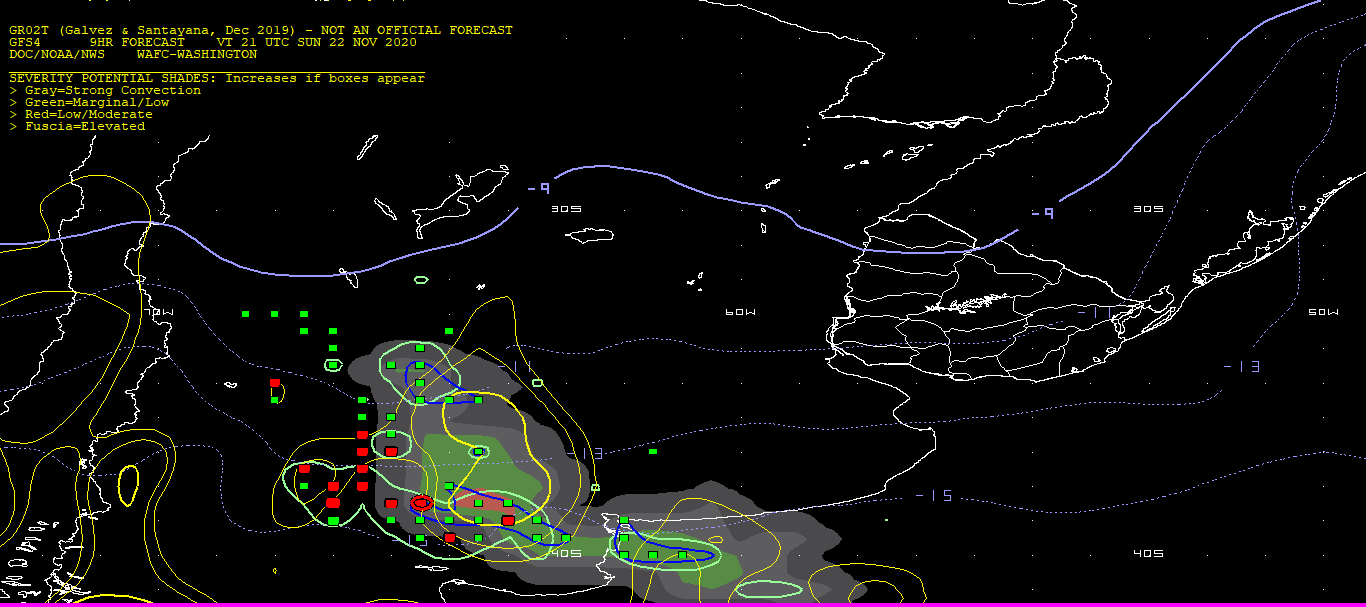 GR02T (Galvez & Santayana, Dec 2019) - NOT AN OFFICIAL FORECAST
GFS4 9HR FORECAST VT 21 UTC SUN 22 NOV 2020
DOC/NOAA/NWS WAFC-WASHINGTON
SEVERITY POTENTIAL SHADES: Increases if boxes appear
> Gray=Strong Convection
> Green=Marginal/Low
> Red=Low/Moderate
> Fuscia=Elevated
-9
30S
-9
30S
70W
60W
-11
50W
-11
-13
-13
-15
40S
40S